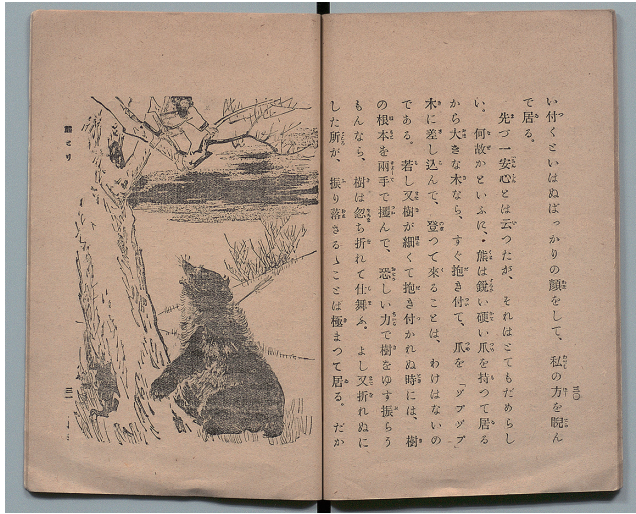 い付くといはぬばっかりの顔をして、私の方を睨ん
で居る。
先づ一安心とは云つたが、それはとてもだめらし
い。何故かといふに、熊は鋭い硬い爪を持つて居る
から大きな木なら、すぐ抱き付て、爪を「ヅブヅブ」
木に差し込んで、登つて來ることは、わけはないの
である。若し又樹が細くて抱き付かれぬ時には、樹
の根本を兩手で攫んで、恐しい力で樹をゆす振らう
もんなら、樹は忽ち折れて仕舞ふ。よし又折れぬに
した所が、振り落さるゝことは極まつて居る。だか
三〇
三一